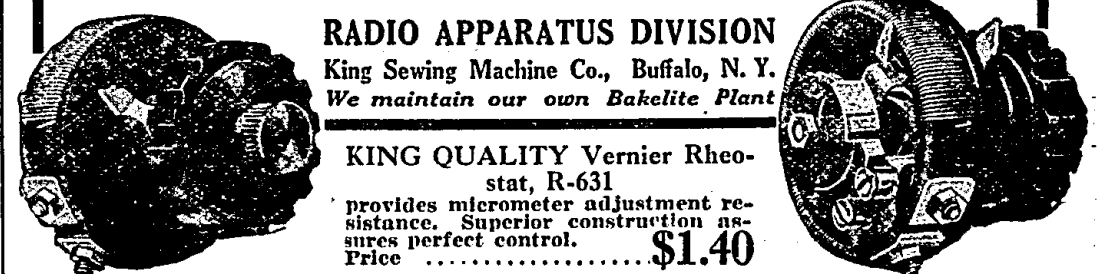 RADIO APPARATUS DIVISION
King Sewing Machine Co., Buffalo, N. Y.
We maintain our own Bakelite Plant
KING QUALITY Vernier Rheo-
stat, R-631
provides micrometer adjustment re-
sistance. Superior construction as-
sures perfect control.
Price ..................... $1.40